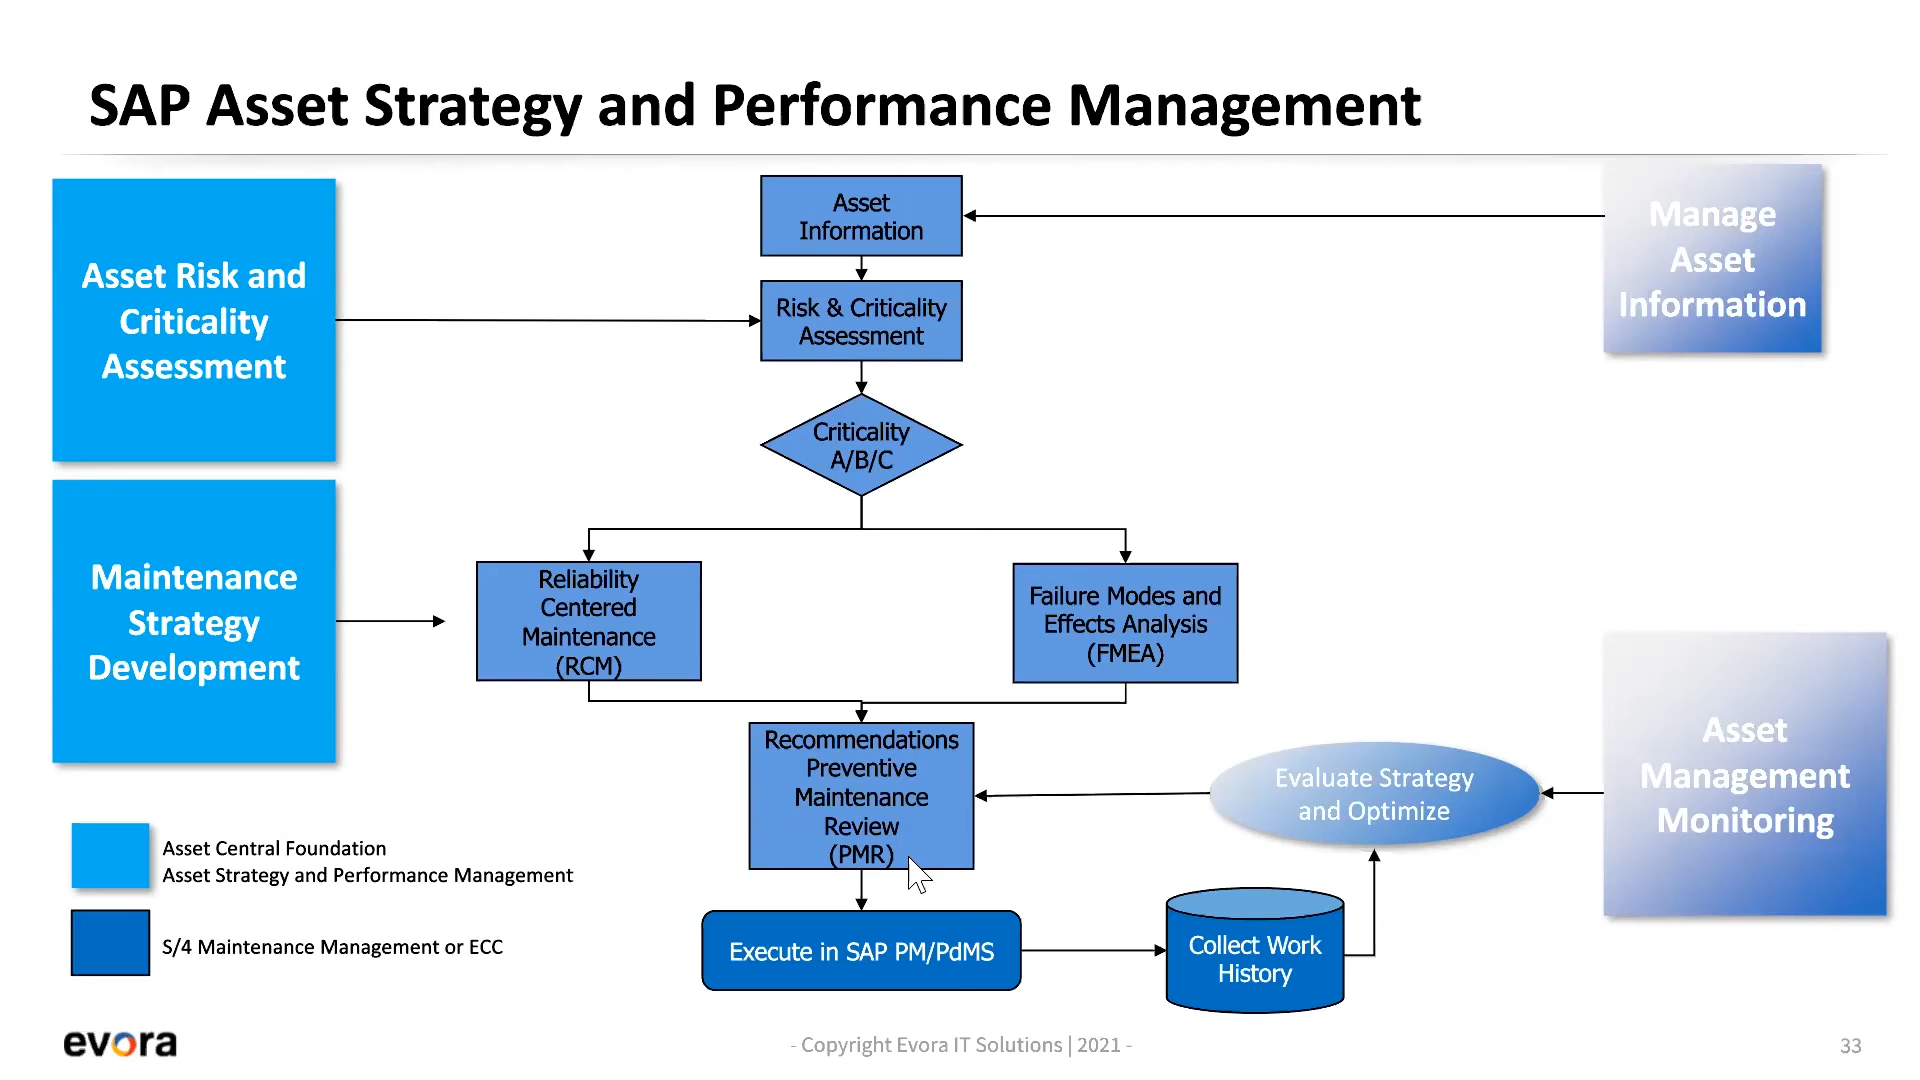 SAP Asset Strategy and Performance Management
Asset
Information
Manage
Asset
Information
Asset Risk and
Criticality
Assessment
Risk & Criticality
Assessment
Criticality
A/B/C
Maintenance
Strategy
Development
Reliability
Centered
Maintenance
(RCM)
Failure Modes and
Effects Analysis
(FMEA)
Recommendations
Preventive
Maintenance
Review
(PMR)
Evaluate Strategy
and Optimize
Asset
Management
Monitoring
Asset Central Foundation
Asset Strategy and Performance Management
S/4 Maintenance Management or ECC
Execute in SAP PM/PdMS
Collect Work
History
evora
- Copyright Evora IT Solutions | 2021 -
33